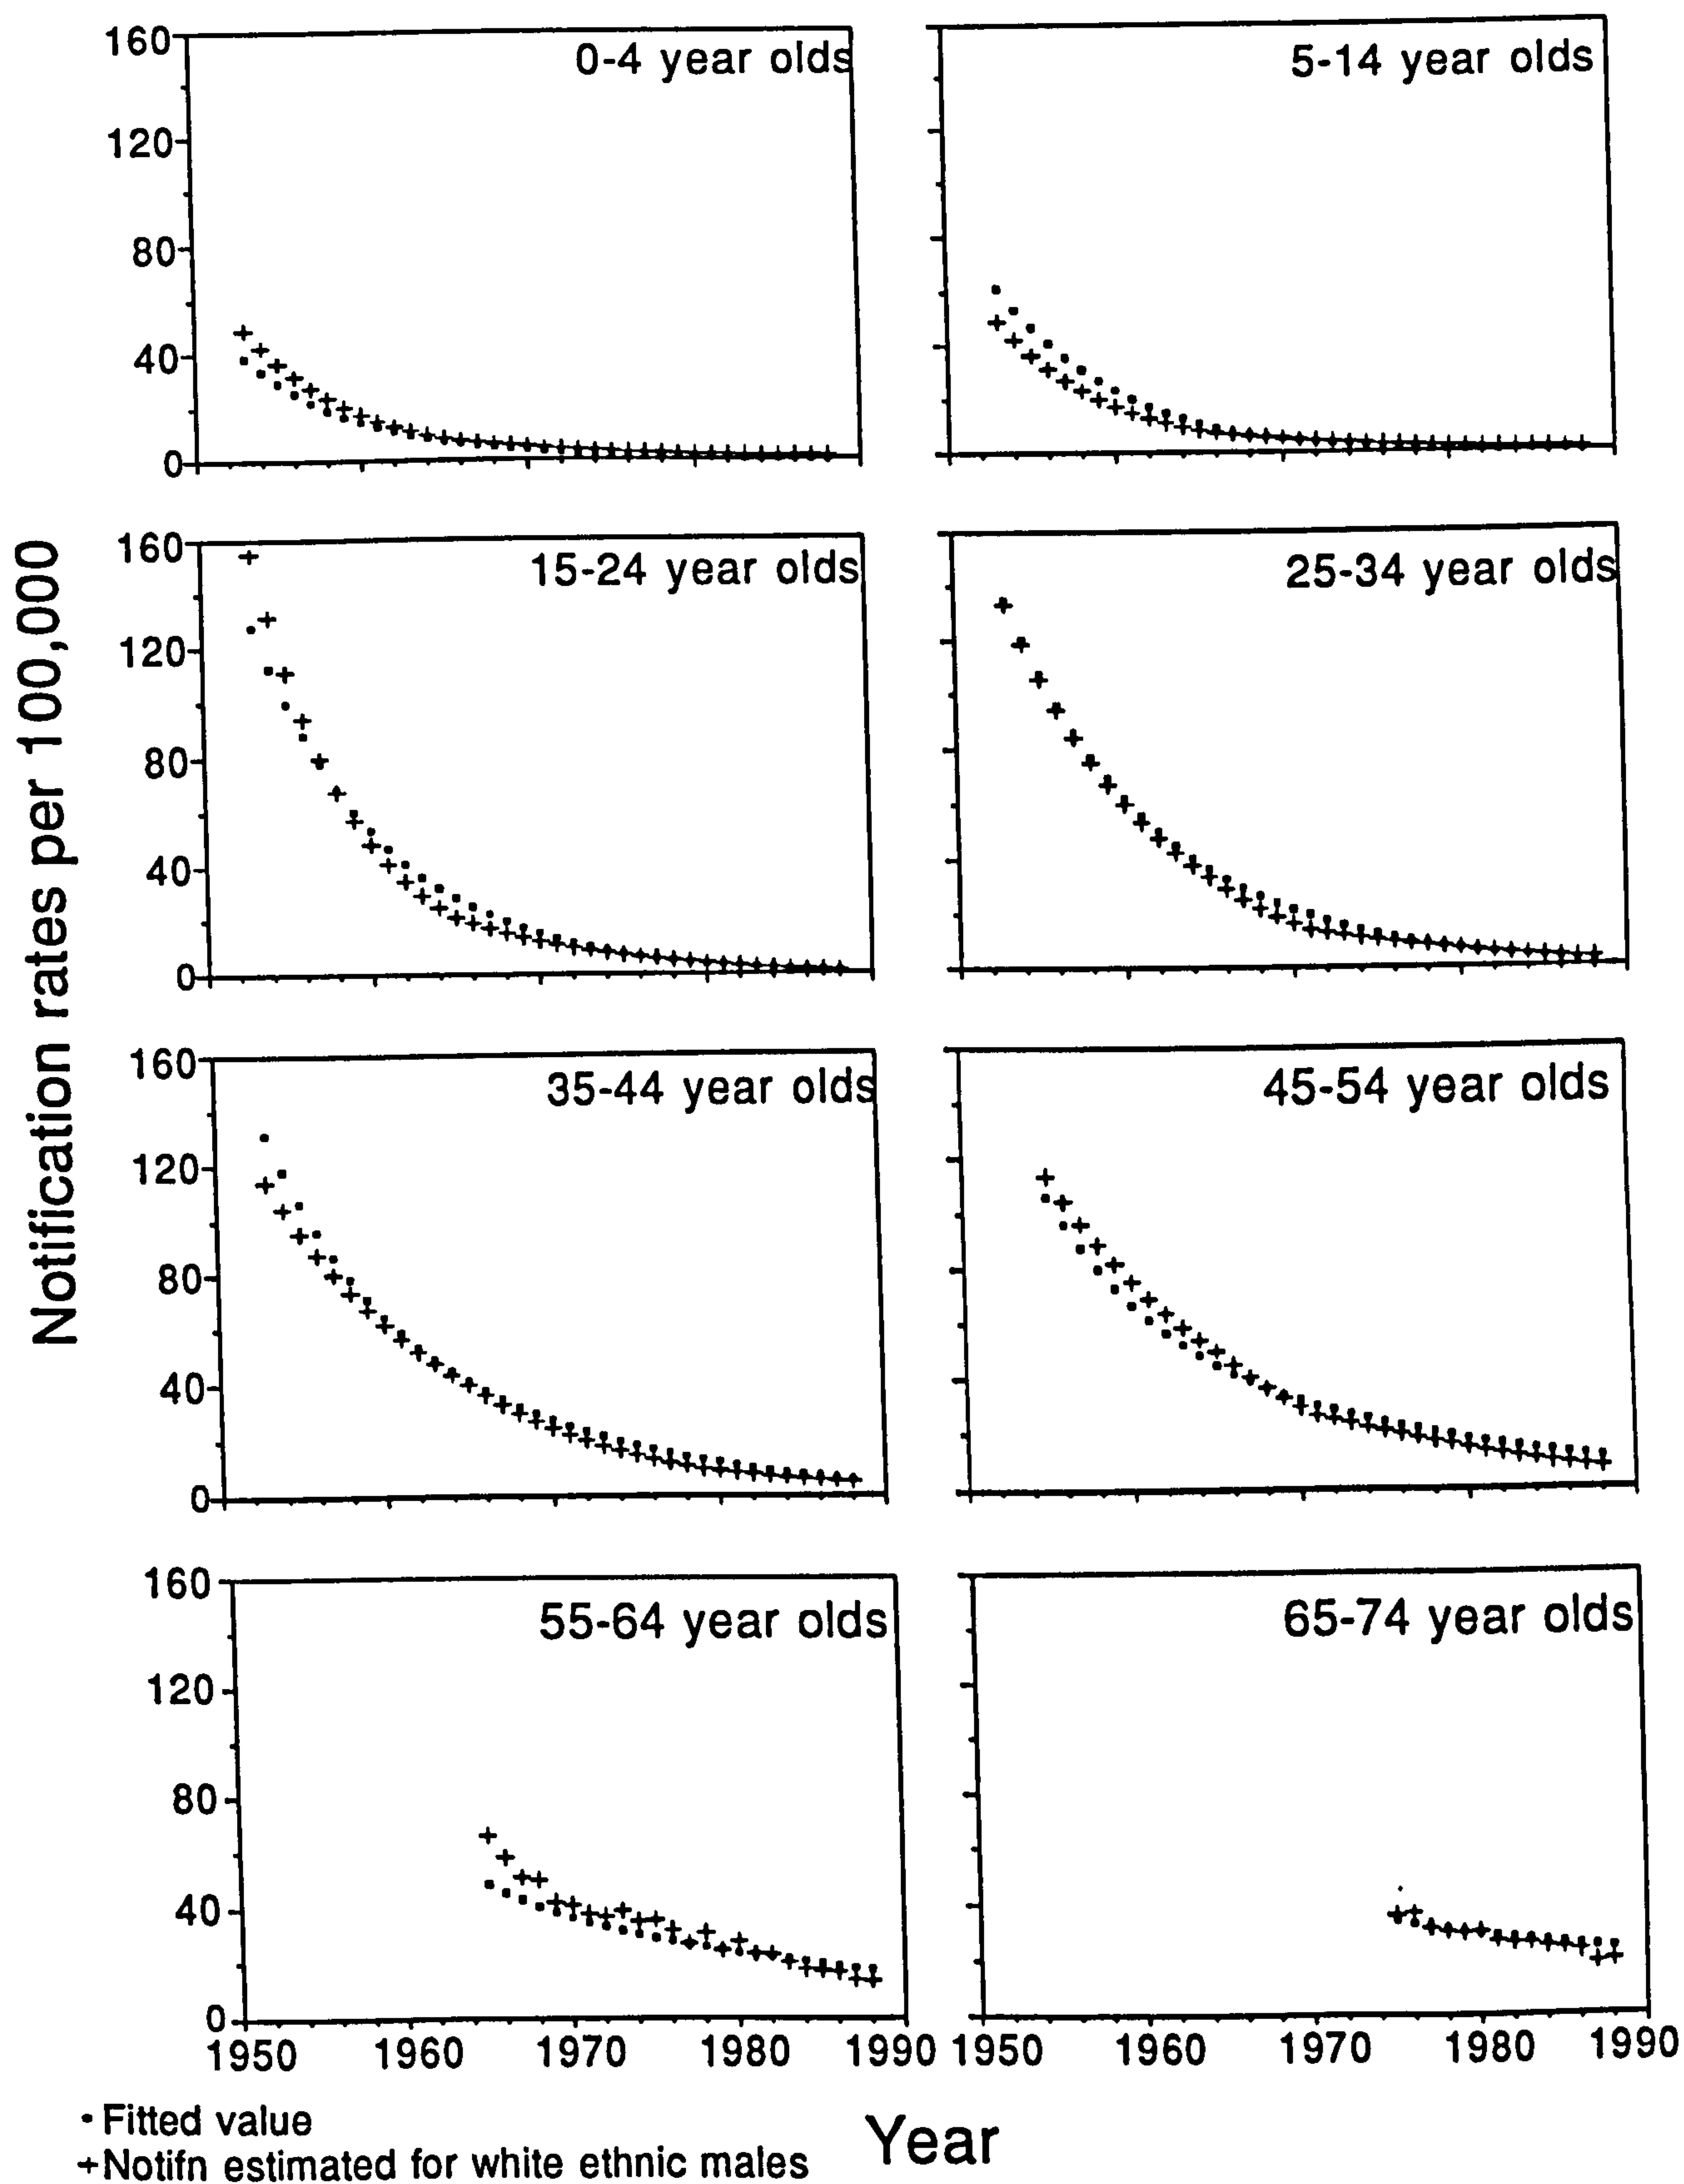 160
0-4 year olds
5-14 year olds
120
80
40
0
160
15-24 year olds
25-34 year olds
120
80
40
0
Notification rates per 100,000
160
35-44 year olds
45-54 year olds
120
80
40
0
160
55-64 year olds
65-74 year olds
120
80
40
0
1950 1960 1970 1980 1990 1950 1960 1970 1980 1990
Fitted value
Year
+Notifn estimated for white ethnic males